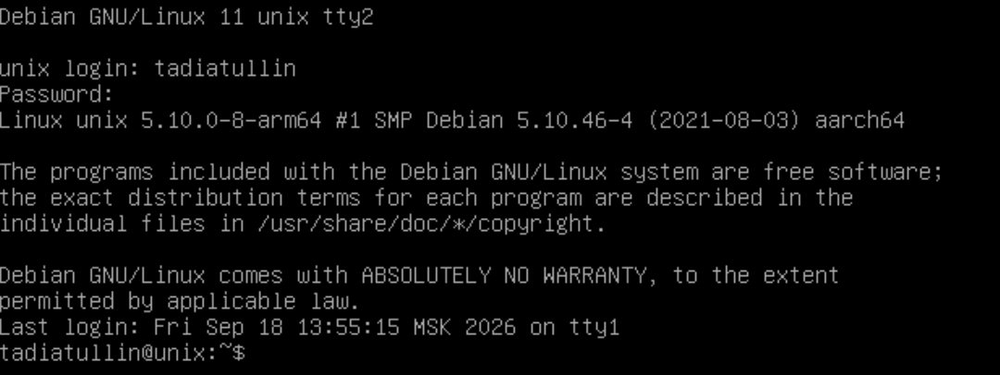 Debian GNU/Linux 11 unix tty2
unix login: tadiatullin
Password:
Linux unix 5.10.0-8-arm64 #1 SMP Debian 5.10.46-4 (2021-08-03) aarch64
The programs included with the Debian GNU/Linux system are free software;
the exact distribution terms for each program are described in the
individual files in /usr/share/doc/*/copyright.
Debian GNU/Linux comes with ABSOLUTELY NO WARRANTY, to the extent
permitted by applicable law.
Last login: Fri Sep 18 13:55:15 MSK 2026 on tty1
tadiatullin@unix:~$